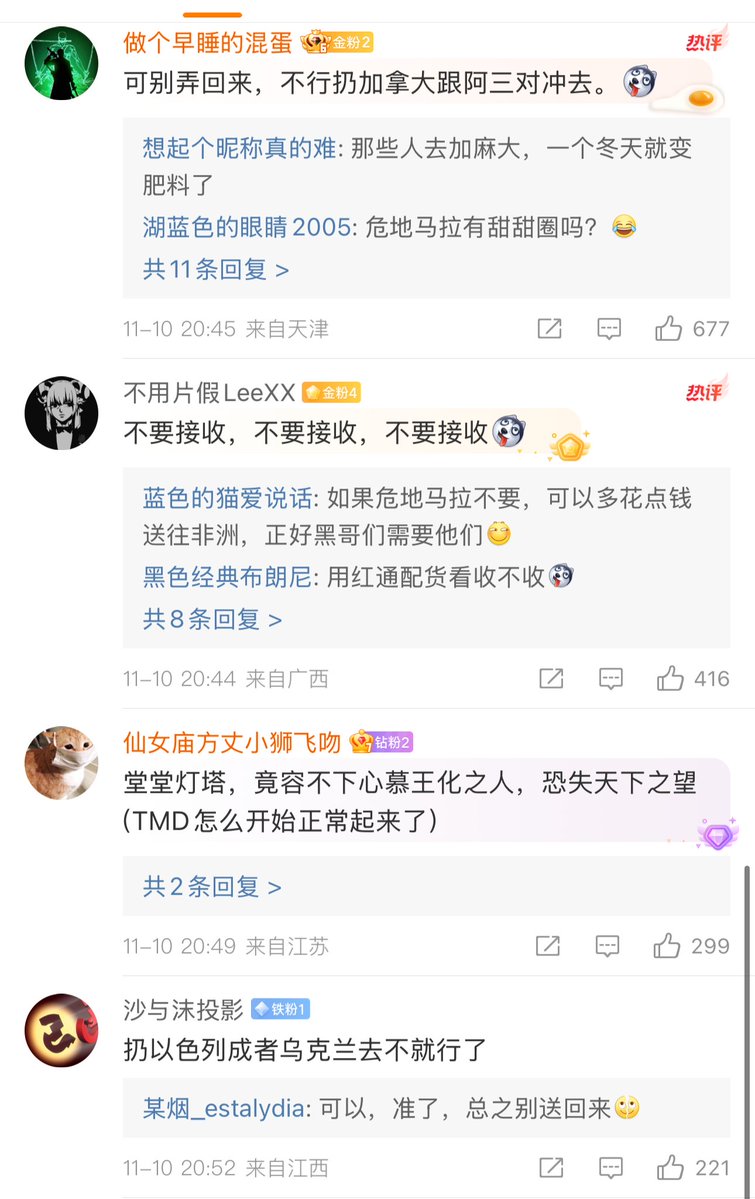 做个早睡的混蛋 6 金粉2
热评
可别弄回来，不行扔加拿大跟阿三对冲去。
想起个昵称真的难: 那些人去加麻大，一个冬天就变
肥料了
湖蓝色的眼睛2005: 危地马拉有甜甜圈吗？
共11条回复 >
11-10 20:45 来自天津
677
不用片假LeeXX 金粉4
热评
不要接收，不要接收，不要接收
蓝色的猫爱说话: 如果危地马拉不要，可以多花点钱
送往非洲，正好黑哥们需要他们
黑色经典布朗尼: 用红通配货看收不收
共8条回复 >
11-10 20:44 来自广西
416
仙女庙方丈小狮飞吻 钻粉2
堂堂灯塔，竟容不下心慕王化之人，恐失天下之望
(TMD怎么开始正常起来了)
共2条回复 >
11-10 20:49 来自江苏
299
沙与沫投影 铁粉1
扔以色列成者乌克兰去不就行了
某烟_estalydia: 可以，准了，总之别送回来
11-10 20:52 来自江西
221